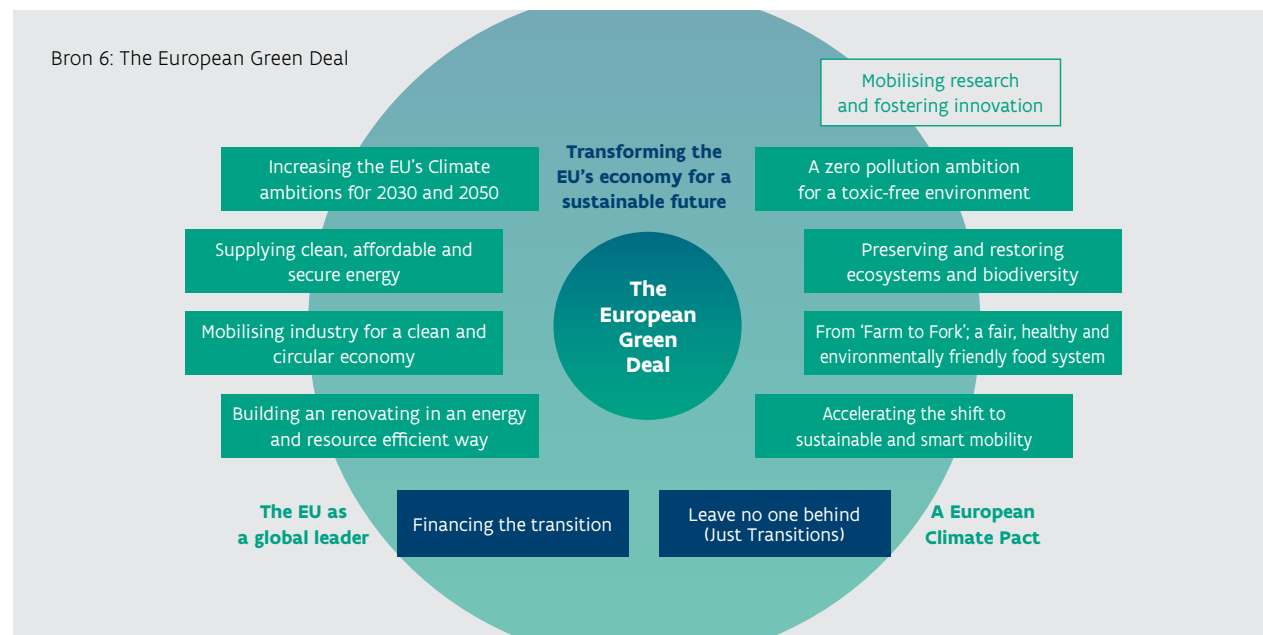 Bron 6: The European Green Deal
Mobilising research
and fostering innovation
Transforming the
EU's economy for a
sustainable future
Increasing the EU's Climate
ambitions f0r 2030 and 2050
A zero pollution ambition
for a toxic-free environment
Supplying clean, affordable and
secure energy
Preserving and restoring
ecosystems and biodiversity
The
European
Green
Deal
Mobilising industry for a clean and
circular economy
From ‘Farm to Fork’; a fair, healthy and
environmentally friendly food system
Building an renovating in an energy
and resource efficient way
Accelerating the shift to
sustainable and smart mobility
The EU as
a global leader
Financing the transition
Leave no one behind
(Just Transitions)
A European
Climate Pact